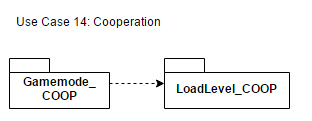 Use Case 14: Cooperation
Gamemode_
COOP
LoadLevel_COOP